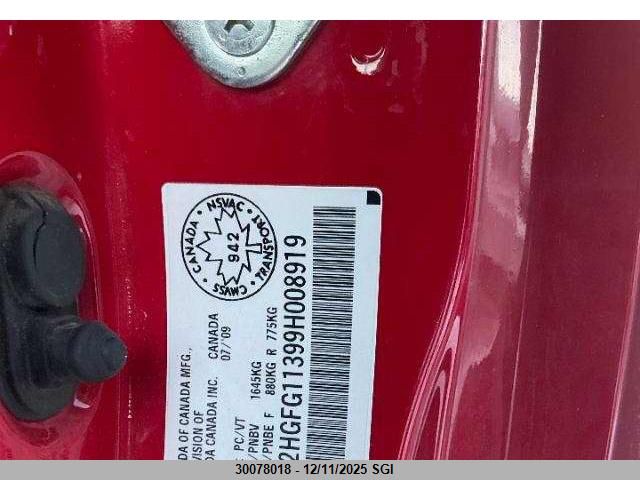 CANADA NSVAC TRANSPORT CMVSS
942
DA OF CANADA MFG.,
VISION OF
DA CANADA INC. CANADA
07/'09
PC/VT
/PNBV 1645KG
/PNBE F 880KG R 775KG
2HGFG11399H008919
30078018 - 12/11/2025 SGI